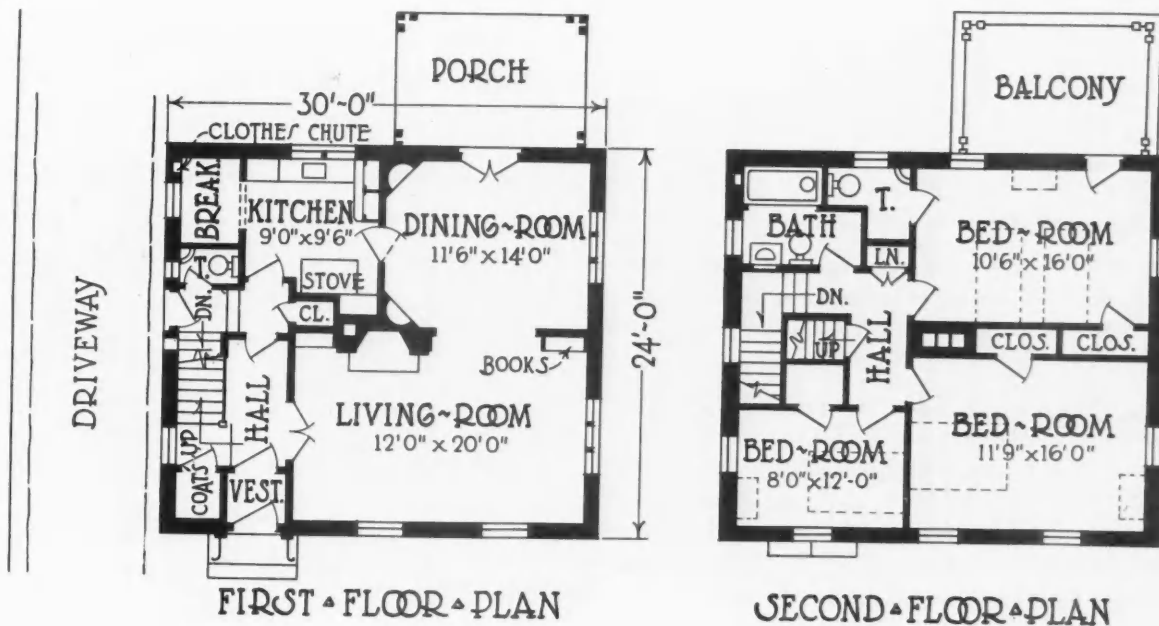 DRIVEWAY
PORCH
30'~0"
CLOTHES CHUTE
BREAK.
KITCHEN
9'0"x9'6"
DINING~ROOM
11'6" x 14'0"
T.
STOVE
DN.
CL.
24'~0"
BOOKS
HALL
LIVING~ROOM
12'0" x 20'0"
UP
COATS
VEST.
FIRST FLOOR PLAN
BALCONY
BATH
T.
BED~ROOM
10'6" x 16'0"
LN.
DN.
UP
HALL
CLOS.
CLOS.
BED~ROOM
8'0"x12'-0"
BED~ROOM
11'9"x16'0"
SECOND FLOOR PLAN